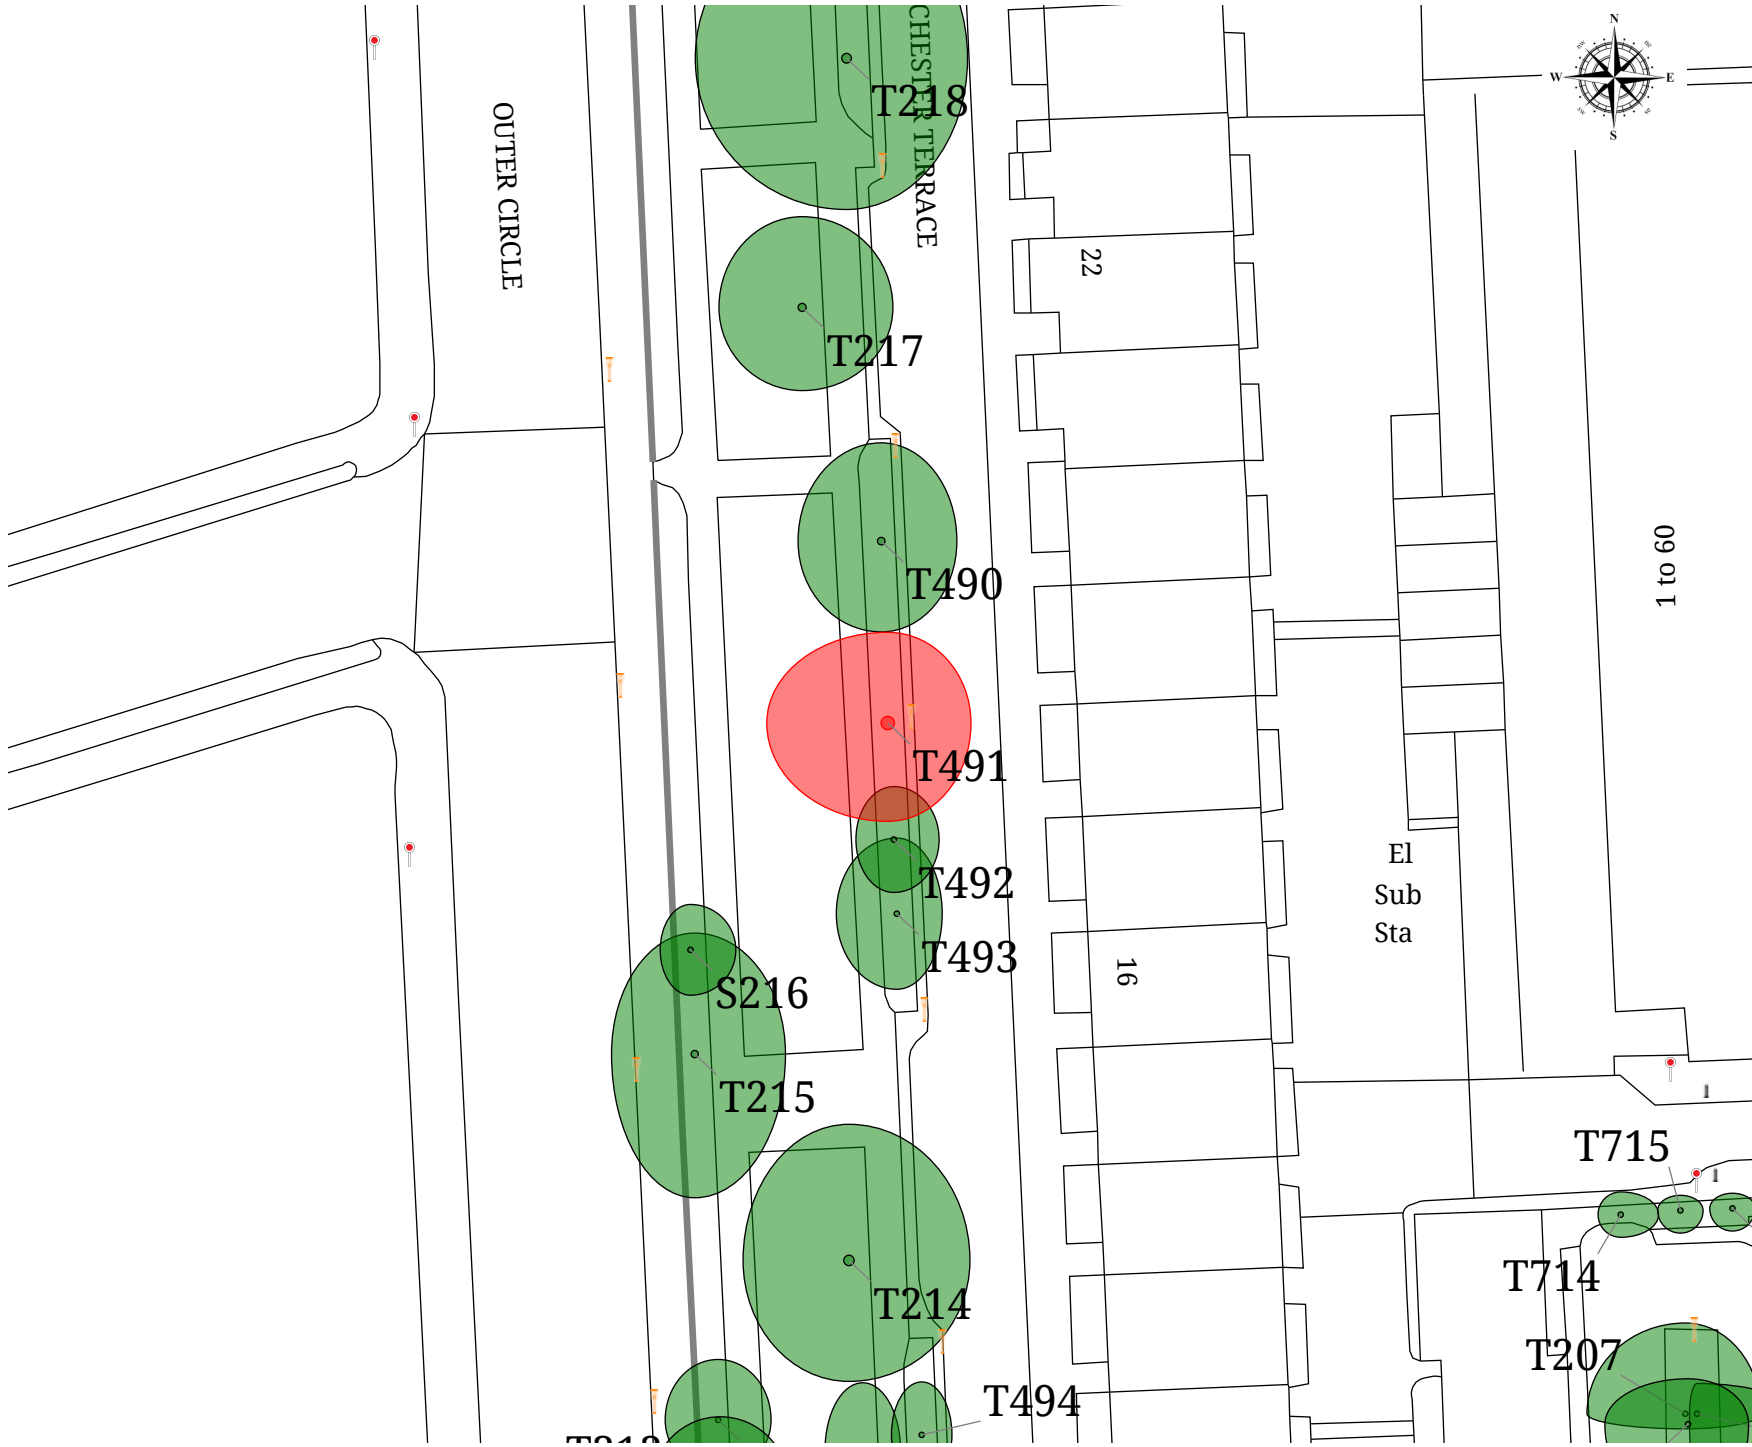 N
W E
S
CHESTER TERRACE
T218
OUTER CIRCLE
22
T217
T490
1 to 60
T491
El
Sub
Sta
T492
T493
16
S216
T215
T715
T714
T214
T207
T494